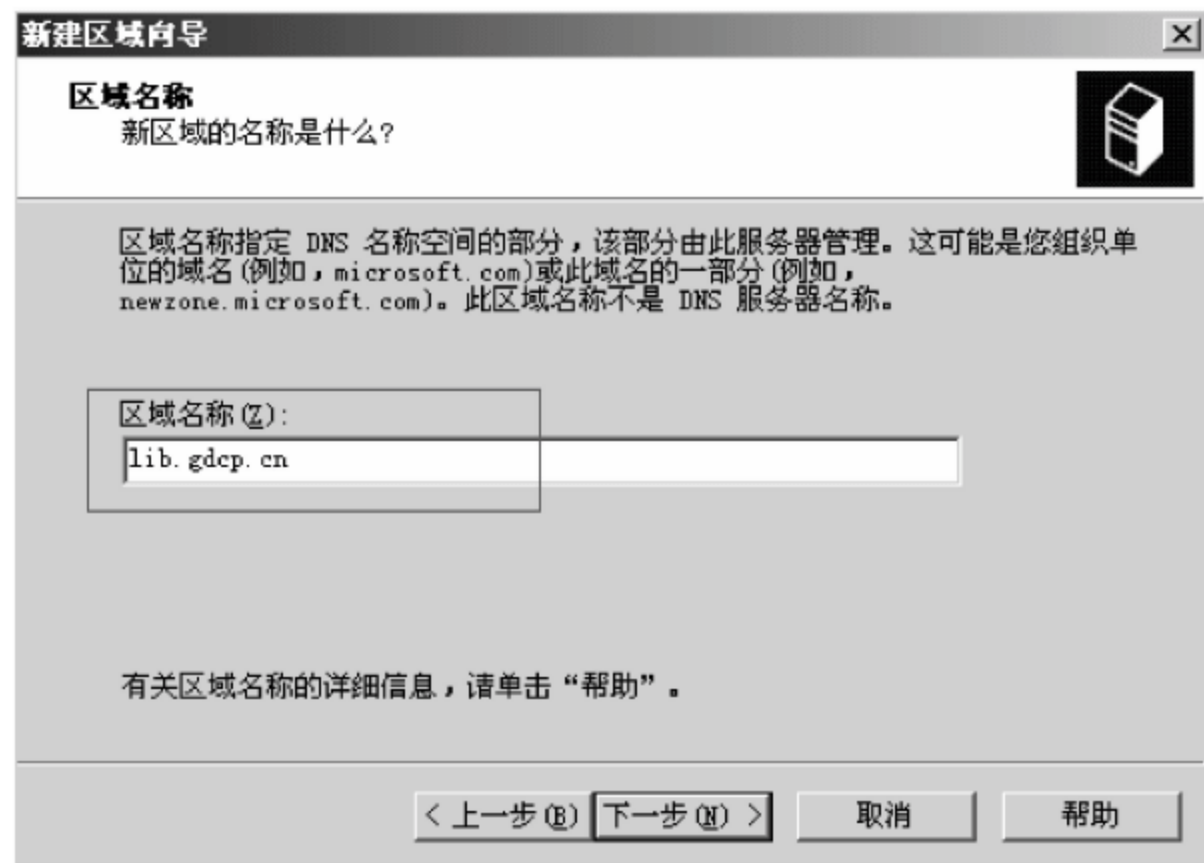 新建区域向导
区域名称
新区域的名称是什么?
区域名称指定 DNS 名称空间的部分，该部分由此服务器管理。这可能是您组织单
位的域名(例如，microsoft.com)或此域名的一部分(例如，
newzone.microsoft.com)。此区域名称不是 DNS 服务器名称。
区域名称(Z):
lib.gdcp.cn
有关区域名称的详细信息，请单击“帮助”。
< 上一步(B) 下一步(N) > 取消 帮助